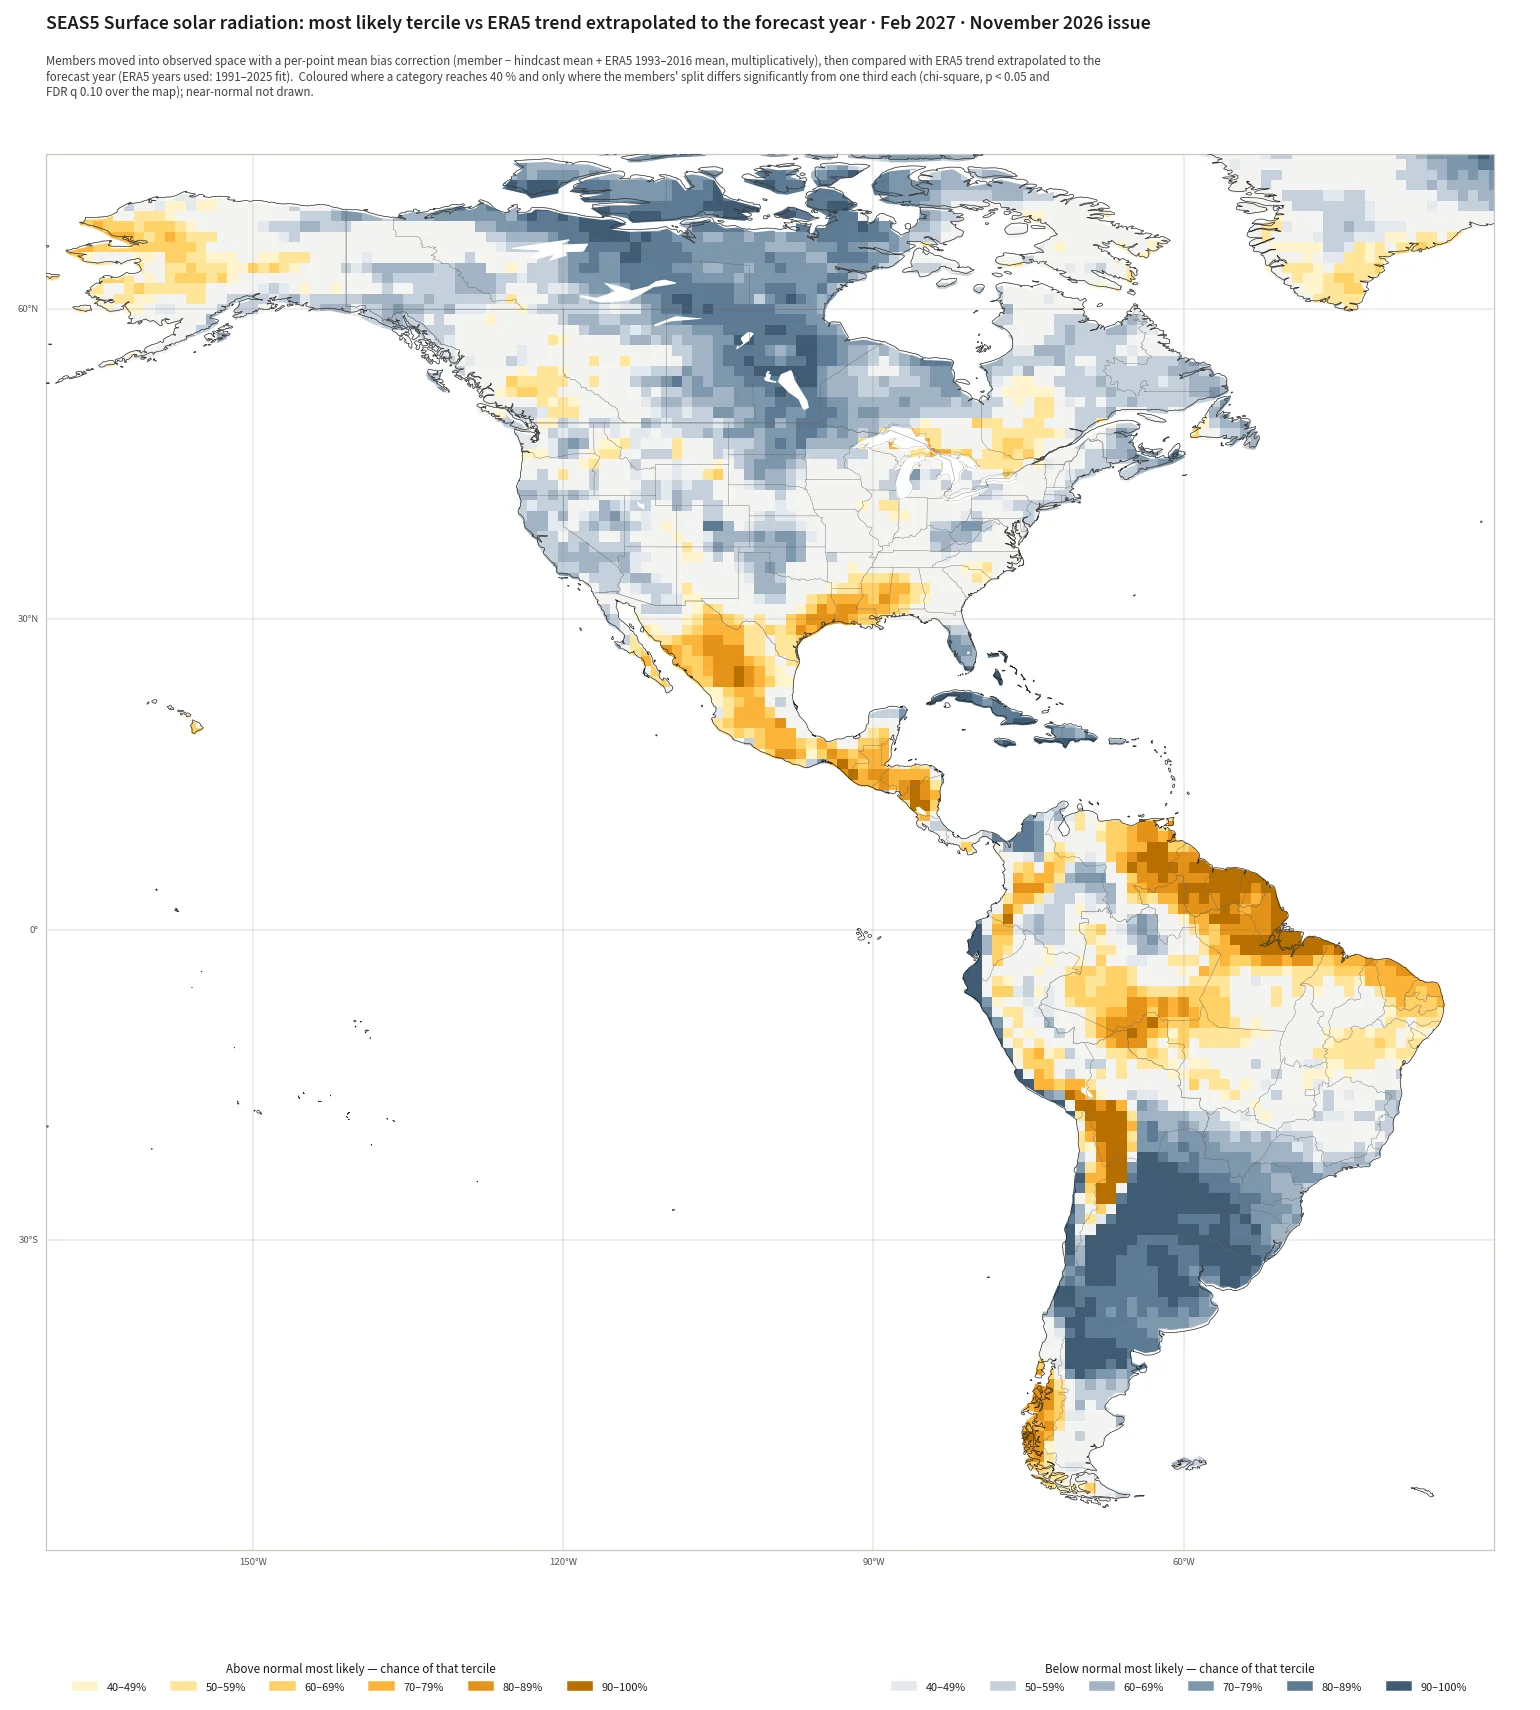 SEAS5 Surface solar radiation: most likely tercile vs ERA5 trend extrapolated to the forecast year · Feb 2027 · November 2026 issue
Members moved into observed space with a per-point mean bias correction (member − hindcast mean + ERA5 1993–2016 mean, multiplicatively), then compared with ERA5 trend extrapolated to the
forecast year (ERA5 years used: 1991–2025 fit).  Coloured where a category reaches 40 % and only where the members' split differs significantly from one third each (chi-square, p < 0.05 and
FDR q 0.10 over the map); near-normal not drawn.
60°N
30°N
0°
30°S
150°W
120°W
90°W
60°W
Above normal most likely — chance of that tercile
40–49%
50–59%
60–69%
70–79%
80–89%
90–100%
Below normal most likely — chance of that tercile
40–49%
50–59%
60–69%
70–79%
80–89%
90–100%